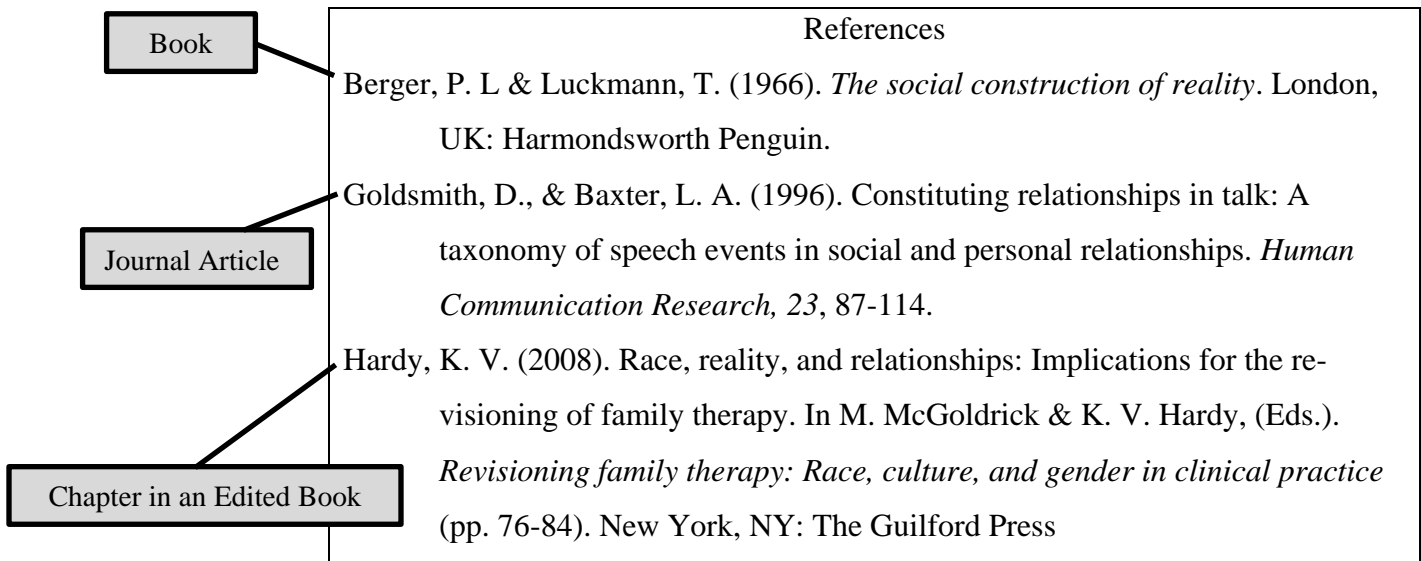 Book
References
Berger, P. L & Luckmann, T. (1966). The social construction of reality. London,
UK: Harmondsworth Penguin.
Goldsmith, D., & Baxter, L. A. (1996). Constituting relationships in talk: A
taxonomy of speech events in social and personal relationships. Human
Communication Research, 23, 87-114.
Journal Article
Hardy, K. V. (2008). Race, reality, and relationships: Implications for the re-
visioning of family therapy. In M. McGoldrick & K. V. Hardy, (Eds.).
Revisioning family therapy: Race, culture, and gender in clinical practice
(pp. 76-84). New York, NY: The Guilford Press
Chapter in an Edited Book